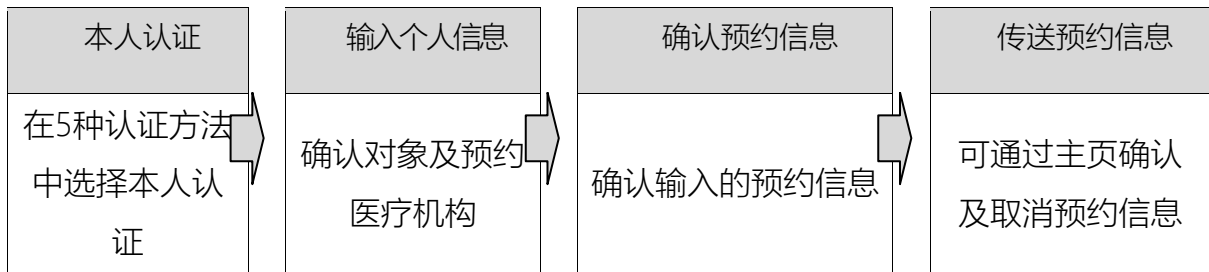 本人认证
在5种认证方法
中选择本人认
证
输入个人信息
确认对象及预约
医疗机构
确认预约信息
确认输入的预约信息
传送预约信息
可通过主页确认
及取消预约信息